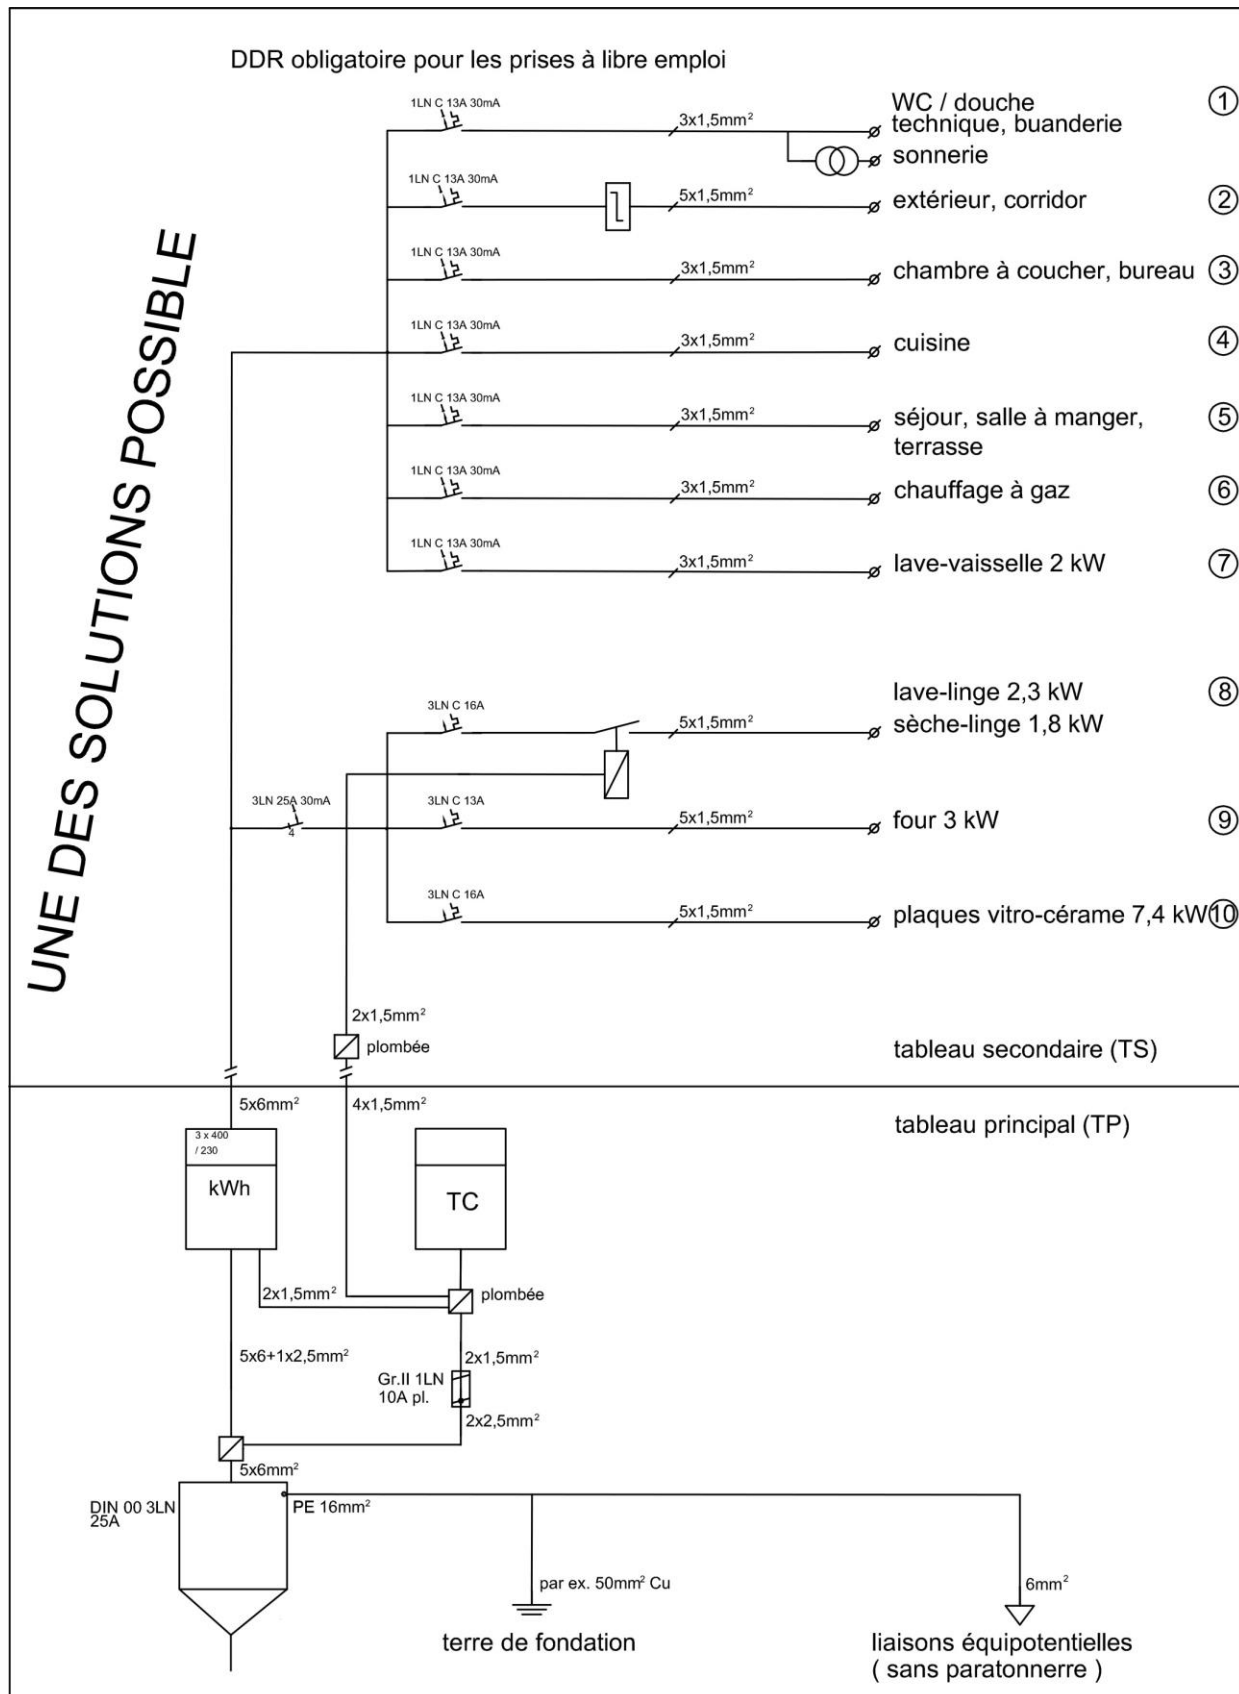 DDR obligatoire pour les prises à libre emploi
UNE DES SOLUTIONS POSSIBLE
1LN C 13A 30mA
3x1,5mm²
WC / douche
technique, buanderie
1
sonnerie
1LN C 13A 30mA
5x1,5mm²
extérieur, corridor
2
1LN C 13A 30mA
3x1,5mm²
chambre à coucher, bureau
3
1LN C 13A 30mA
3x1,5mm²
cuisine
4
1LN C 13A 30mA
3x1,5mm²
séjour, salle à manger,
terrasse
5
1LN C 13A 30mA
3x1,5mm²
chauffage à gaz
6
1LN C 13A 30mA
3x1,5mm²
lave-vaisselle 2 kW
7
3LN C 16A
5x1,5mm²
lave-linge 2,3 kW
sèche-linge 1,8 kW
8
3LN 25A 30mA
4
3LN C 13A
5x1,5mm²
four 3 kW
9
3LN C 16A
5x1,5mm²
plaques vitro-cérame 7,4 kW
10
2x1,5mm²
plombée
tableau secondaire (TS)
5x6mm²
4x1,5mm²
tableau principal (TP)
3 x 400
/ 230
kWh
TC
2x1,5mm²
plombée
5x6+1x2,5mm²
2x1,5mm²
Gr.II 1LN
10A pl.
2x2,5mm²
5x6mm²
DIN 00 3LN
25A
PE 16mm²
par ex. 50mm² Cu
6mm²
terre de fondation
liaisons équipotentielles
( sans paratonnerre )